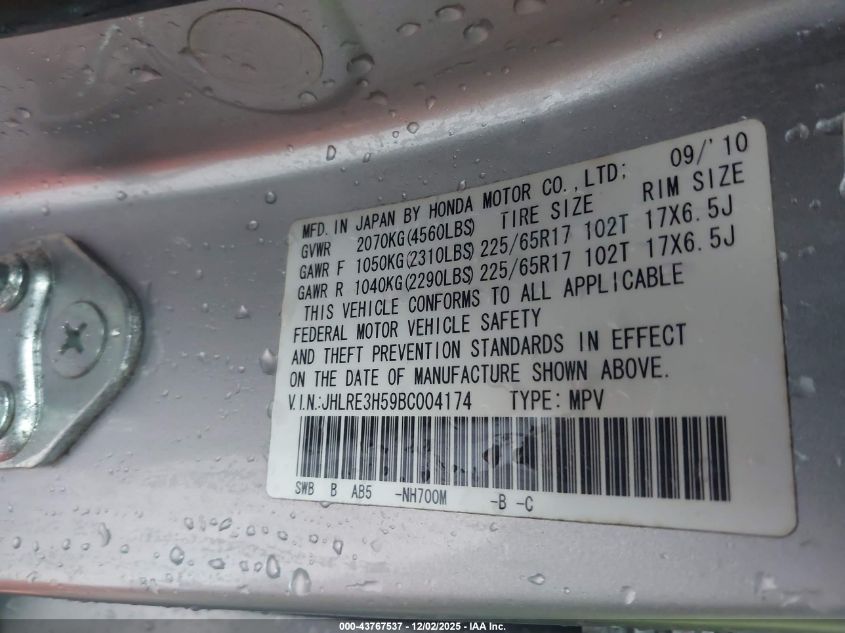 MFD. IN JAPAN BY HONDA MOTOR CO.,LTD; 09/'10
GVWR 2070KG(4560LBS) TIRE SIZE RIM SIZE
GAWR F 1050KG(2310LBS) 225/65R17 102T 17X6.5J
GAWR R 1040KG(2290LBS) 225/65R17 102T 17X6.5J
THIS VEHICLE CONFORMS TO ALL APPLICABLE
FEDERAL MOTOR VEHICLE SAFETY
AND THEFT PREVENTION STANDARDS IN EFFECT
ON THE DATE OF MANUFACTURE SHOWN ABOVE.
V.I.N.:JHLRE3H59BC004174 TYPE: MPV
SWB B AB5 -NH700M -B -C
000-43767537 - 12/02/2025 - IAA Inc.